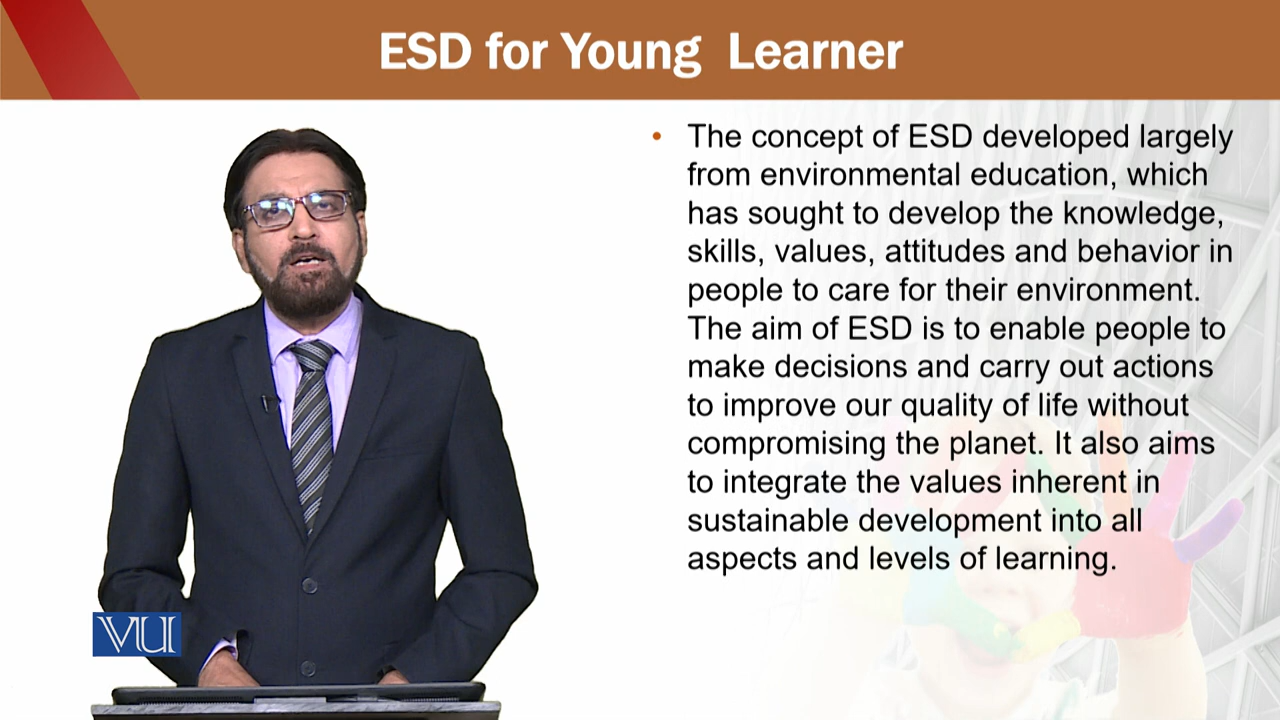 ESD for Young  Learner
• The concept of ESD developed largely
from environmental education, which
has sought to develop the knowledge,
skills, values, attitudes and behavior in
people to care for their environment.
The aim of ESD is to enable people to
make decisions and carry out actions
to improve our quality of life without
compromising the planet. It also aims
to integrate the values inherent in
sustainable development into all
aspects and levels of learning.
VU